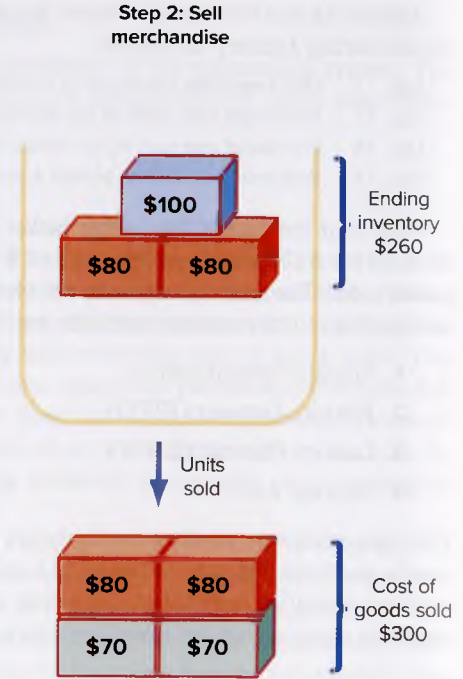 Step 2: Sell
merchandise
$100
$80 $80
Ending
inventory
$260
Units
sold
$80 $80
$70 $70
Cost of
goods sold
$300